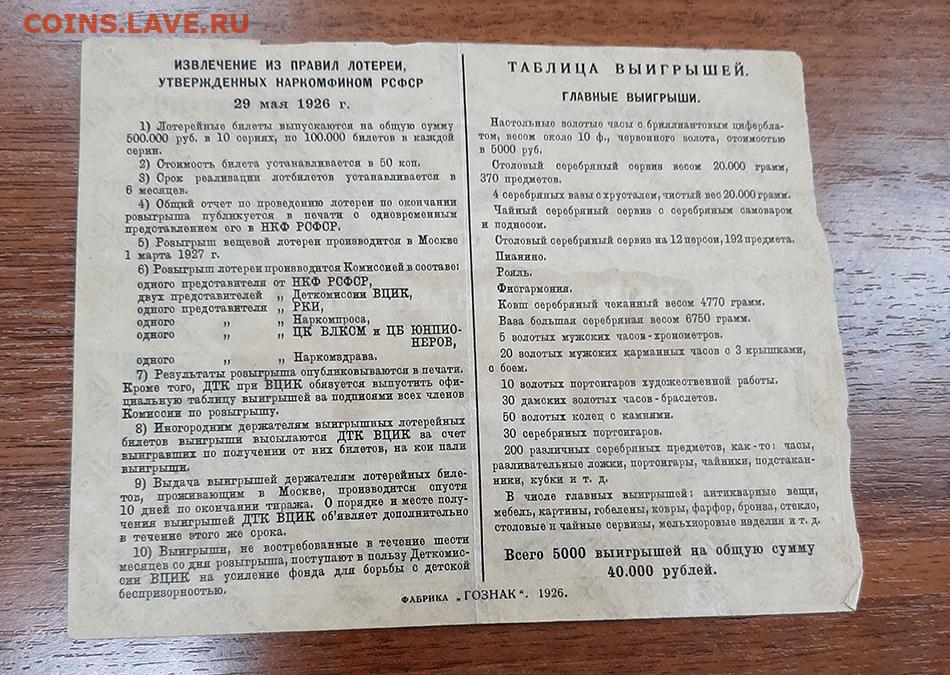 COINS.LAVE.RU
ИЗВЛЕЧЕНИЕ ИЗ ПРАВИЛ ЛОТЕРЕИ,
УТВЕРЖДЕННЫХ НАРКОМФИНОМ РСФСР
29 мая 1926 г.
1) Лотерейные билеты выпускаются на общую сумму
500.000 руб. в 10 сериях, по 100.000 билетов в каждой
серии.
2) Стоимость билета устанавливается в 50 коп.
3) Срок реализации лотбилетов устанавливается в
6 месяцев.
4) Общий отчет по проведению лотереи по окончании
розыгрыша публикуется в печати с одновременным
представлением его в НКФ РСФСР.
5) Розыгрыш вещевой лотереи производится в Москве
1 марта 1927 г.
6) Розыгрыш лотереи производится Комиссией в составе:
одного представителя от НКФ РСФСР,
двух представителей „ Деткомиссии ВЦИК,
одного представителя „ РКИ,
одного „ „ Наркомпроса,
одного „ „ ЦК ВЛКОМ и ЦБ ЮНПИО-
НЕРОВ,
одного „ „ Наркомздрава.
7) Результаты розыгрыша опубликовываются в печати.
Кроме того, ДТК при ВЦИК обязуется выпустить офи-
циальную таблицу выигрышей за подписями всех членов
Комиссии по розыгрышу.
8) Иногородним держателям выигрышных лотерейных
билетов выигрыши высылаются ДТК ВЦИК за счет
выигравших по получении от них билетов, на кои пали
выигрыши.
9) Выдача выигрышей держателям лотерейных биле-
тов, проживающим в Москве, производится спустя
10 дней по окончании тиража. О порядке и месте полу-
чения выигрышей ДТК ВЦИК об'являет дополнительно
в течение этого же срока.
10) Выигрыши, не востребованные в течение шести
месяцев со дня розыгрыша, поступают в пользу Деткомис-
сии ВЦИК на усиление фонда для борьбы с детской
беспризорностью.
ТАБЛИЦА ВЫИГРЫШЕЙ.
ГЛАВНЫЕ ВЫИГРЫШИ.
Настольные золотые часы с бриллиантовым цифербла-
том, весом около 10 ф., червонного золота, стоимостью
в 5000 руб.
Столовый серебряный сервиз весом 20.000 грамм,
370 предметов.
4 серебряных вазы с хрусталем, чистый вес 20.000 грамм.
Чайный серебряный сервиз с серебряным самоваром
и подносом.
Столовый серебряный сервиз на 12 персон, 192 предмета.
Пианино.
Рояль.
Фисгармония.
Ковш серебряный чеканный весом 4770 грамм.
Ваза большая серебряная весом 6750 грамм.
5 золотых мужских часов-хронометров.
20 золотых мужских карманных часов с 3 крышками,
с боем.
10 золотых портсигаров художественной работы.
30 дамских золотых часов-браслетов.
50 золотых колец с камнями.
30 серебряных портсигаров.
200 различных серебряных предметов, как-то: часы,
разливательные ложки, портсигары, чайники, подстакан-
ники, кубки и т. д.
В числе главных выигрышей: антикварные вещи,
мебель, картины, гобелены, ковры, фарфор, бронза, стекло,
столовые и чайные сервизы, мельхиоровые изделия и т. д.
Всего 5000 выигрышей на общую сумму
40.000 рублей.
ФАБРИКА „ГОЗНАК“. 1926.